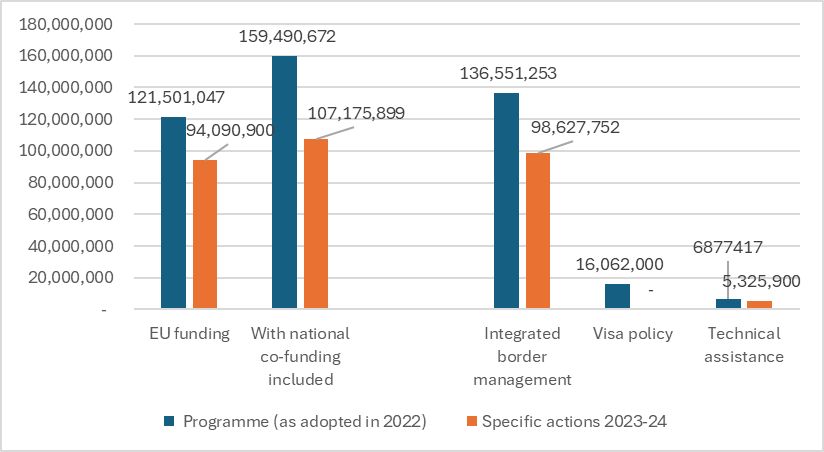 180,000,000
160,000,000
140,000,000
120,000,000
100,000,000
80,000,000
60,000,000
40,000,000
20,000,000
-
121,501,047
94,090,900
159,490,672
107,175,899
136,551,253
98,627,752
16,062,000
-
6877417
5,325,900
EU funding
With national
co-funding
included
Integrated
border
management
Visa policy
Technical
assistance
Programme (as adopted in 2022)
Specific actions 2023-24